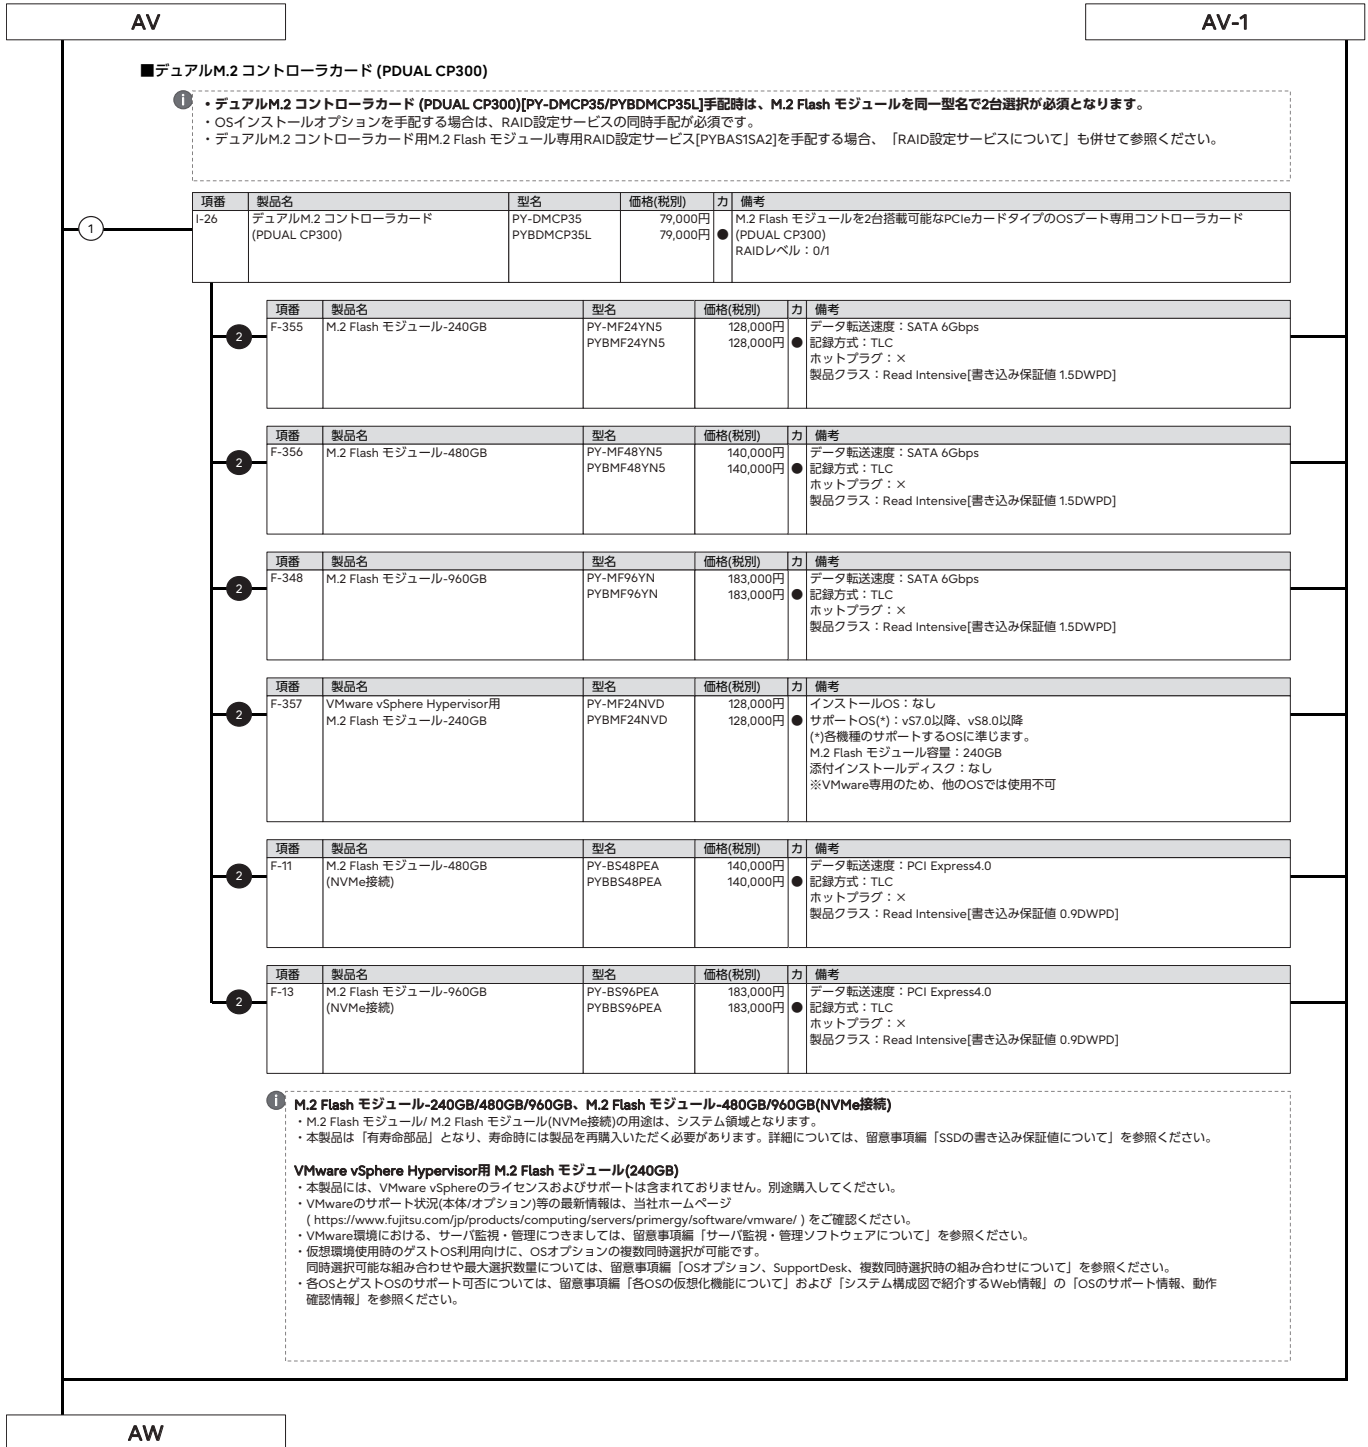 AV
AV-1
■デュアルM.2 コントローラカード (PDUAL CP300)
・デュアルM.2 コントローラカード (PDUAL CP300)[PY-DMCP35/PYBDMCP35L]手配時は、M.2 Flash モジュールを同一型名で2台選択が必須となります。
・OSインストールオプションを手配する場合は、RAID設定サービスの同時手配が必須です。
・デュアルM.2 コントローラカード用M.2 Flash モジュール専用RAID設定サービス[PYBAS1SA2]を手配する場合、「RAID設定サービスについて」も併せて参照ください。
項番 製品名 型名 価格(税別) カ 備考
1 I-26 デュアルM.2 コントローラカード PY-DMCP35 79,000円 M.2 Flash モジュールを2台搭載可能なPCIeカードタイプのOSブート専用コントローラカード
(PDUAL CP300) PYBDMCP35L 79,000円 ● (PDUAL CP300)
RAIDレベル：0/1
項番 製品名 型名 価格(税別) カ 備考
2 F-355 M.2 Flash モジュール-240GB PY-MF24YN5 128,000円 データ転送速度：SATA 6Gbps
PYBMF24YN5 128,000円 ● 記録方式：TLC
ホットプラグ：×
製品クラス：Read Intensive[書き込み保証値 1.5DWPD]
項番 製品名 型名 価格(税別) カ 備考
2 F-356 M.2 Flash モジュール-480GB PY-MF48YN5 140,000円 データ転送速度：SATA 6Gbps
PYBMF48YN5 140,000円 ● 記録方式：TLC
ホットプラグ：×
製品クラス：Read Intensive[書き込み保証値 1.5DWPD]
項番 製品名 型名 価格(税別) カ 備考
2 F-348 M.2 Flash モジュール-960GB PY-MF96YN 183,000円 データ転送速度：SATA 6Gbps
PYBMF96YN 183,000円 ● 記録方式：TLC
ホットプラグ：×
製品クラス：Read Intensive[書き込み保証値 1.5DWPD]
項番 製品名 型名 価格(税別) カ 備考
2 F-357 VMware vSphere Hypervisor用 PY-MF24NVD 128,000円 インストールOS：なし
M.2 Flash モジュール-240GB PYBMF24NVD 128,000円 ● サポートOS(*)：vS7.0以降、vS8.0以降
(*)各機種のサポートするOSに準じます。
M.2 Flash モジュール容量：240GB
添付インストールディスク：なし
※VMware専用のため、他のOSでは使用不可
項番 製品名 型名 価格(税別) カ 備考
2 F-11 M.2 Flash モジュール-480GB PY-BS48PEA 140,000円 データ転送速度：PCI Express4.0
(NVMe接続) PYBBS48PEA 140,000円 ● 記録方式：TLC
ホットプラグ：×
製品クラス：Read Intensive[書き込み保証値 0.9DWPD]
項番 製品名 型名 価格(税別) カ 備考
2 F-13 M.2 Flash モジュール-960GB PY-BS96PEA 183,000円 データ転送速度：PCI Express4.0
(NVMe接続) PYBBS96PEA 183,000円 ● 記録方式：TLC
ホットプラグ：×
製品クラス：Read Intensive[書き込み保証値 0.9DWPD]
M.2 Flash モジュール-240GB/480GB/960GB、M.2 Flash モジュール-480GB/960GB(NVMe接続)
・M.2 Flash モジュール/ M.2 Flash モジュール(NVMe接続)の用途は、システム領域となります。
・本製品は「有寿命部品」となり、寿命時には製品を再購入いただく必要があります。詳細については、留意事項編「SSDの書き込み保証値について」を参照ください。
VMware vSphere Hypervisor用 M.2 Flash モジュール(240GB)
・本製品には、VMware vSphereのライセンスおよびサポートは含まれておりません。別途購入してください。
・VMwareのサポート状況(本体/オプション)等の最新情報は、当社ホームページ
( https://www.fujitsu.com/jp/products/computing/servers/primergy/software/vmware/ ) をご確認ください。
・VMware環境における、サーバ監視・管理につきましては、留意事項編「サーバ監視・管理ソフトウェアについて」を参照ください。
・仮想環境使用時のゲストOS利用向けに、OSオプションの複数同時選択が可能です。
同時選択可能な組み合わせや最大選択数量については、留意事項編「OSオプション、SupportDesk、複数同時選択時の組み合わせについて」を参照ください。
・各OSとゲストOSのサポート可否については、留意事項編「各OSの仮想化機能について」および「システム構成図で紹介するWeb情報」の「OSのサポート情報、動作
確認情報」を参照ください。
AW